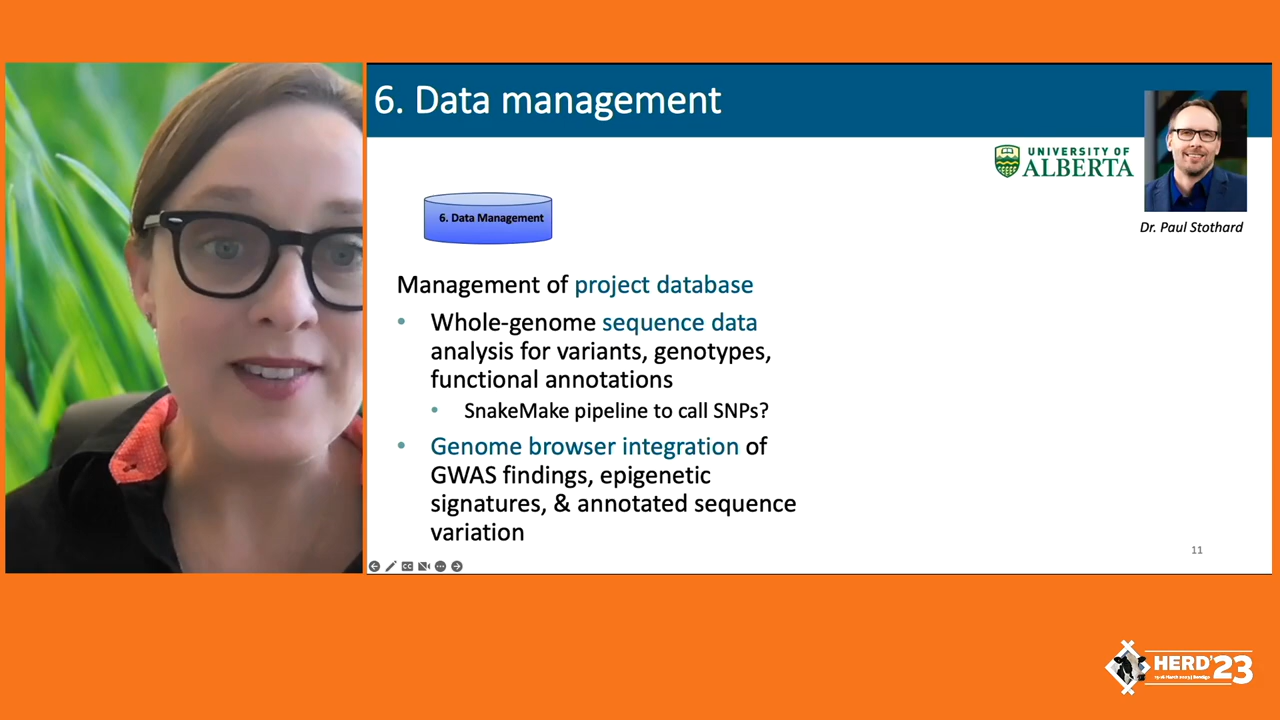 6. Data management
UNIVERSITY OF
ALBERTA
Dr. Paul Stothard
6. Data Management
Management of project database
• Whole-genome sequence data
analysis for variants, genotypes,
functional annotations
• SnakeMake pipeline to call SNPs?
• Genome browser integration of
GWAS findings, epigenetic
signatures, & annotated sequence
variation
11
CC
HERD'23